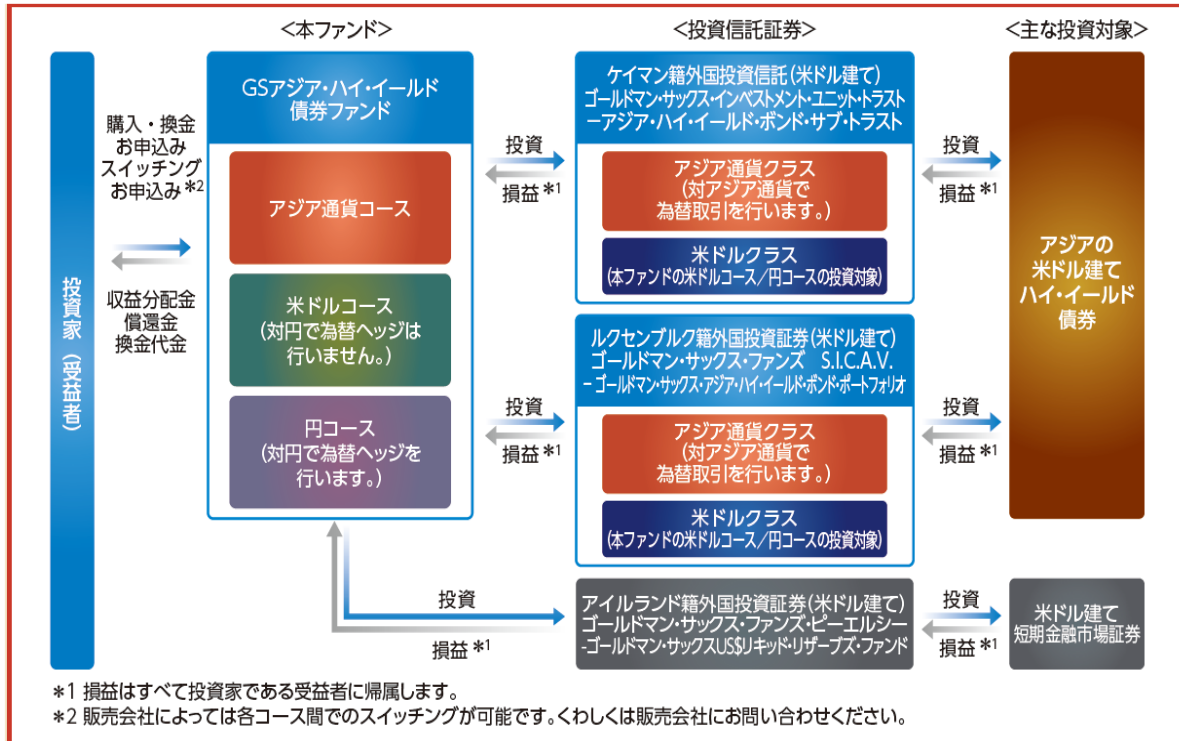 <本ファンド>
<投資信託証券>
<主な投資対象>
投資家(受益者)
購入・換金
お申込み
スイッチング
お申込み*2
収益分配金
償還金
換金代金
GSアジア・ハイ・イールド
債券ファンド
アジア通貨コース
米ドルコース
(対円で為替ヘッジは
行いません。)
円コース
(対円で為替ヘッジを
行います。)
投資
損益*1
投資
損益*1
投資
損益*1
ケイマン籍外国投資信託(米ドル建て)
ゴールドマン・サックス・インベストメント・ユニット・トラスト
ーアジア・ハイ・イールド・ボンド・サブ・トラスト
アジア通貨クラス
(対アジア通貨で
為替取引を行います。)
米ドルクラス
(本ファンドの米ドルコース/円コースの投資対象)
ルクセンブルク籍外国投資証券(米ドル建て)
ゴールドマン・サックス・ファンズ S.I.C.A.V.
-ゴールドマン・サックス・アジア・ハイ・イールド・ボンド・ポートフォリオ
アジア通貨クラス
(対アジア通貨で
為替取引を行います。)
米ドルクラス
(本ファンドの米ドルコース/円コースの投資対象)
アイルランド籍外国投資証券(米ドル建て)
ゴールドマン・サックス・ファンズ・ピーエルシー
-ゴールドマン・サックスUS$リキッド・リザーブズ・ファンド
投資
損益*1
投資
損益*1
投資
損益*1
アジアの
米ドル建て
ハイ・イールド
債券
米ドル建て
短期金融市場証券
*1 損益はすべて投資家である受益者に帰属します。
*2 販売会社によっては各コース間でのスイッチングが可能です。くわしくは販売会社にお問い合わせください。